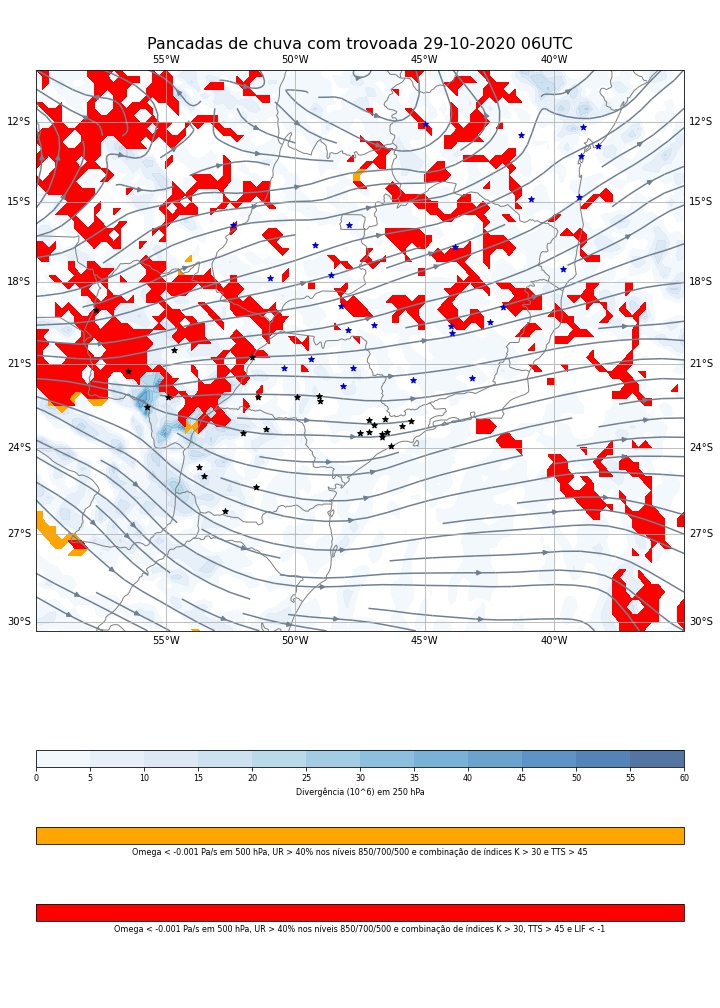 Pancadas de chuva com trovoada 29-10-2020 06UTC
55°W 50°W 45°W 40°W
12°S 12°S
15°S 15°S
18°S 18°S
21°S 21°S
24°S 24°S
27°S 27°S
30°S 30°S
55°W 50°W 45°W 40°W
0 5 10 15 20 25 30 35 40 45 50 55 60
Divergência (10^6) em 250 hPa
Omega < -0.001 Pa/s em 500 hPa, UR > 40% nos níveis 850/700/500 e combinação de índices K > 30 e TTS > 45
Omega < -0.001 Pa/s em 500 hPa, UR > 40% nos níveis 850/700/500 e combinação de índices K > 30, TTS > 45 e LIF < -1